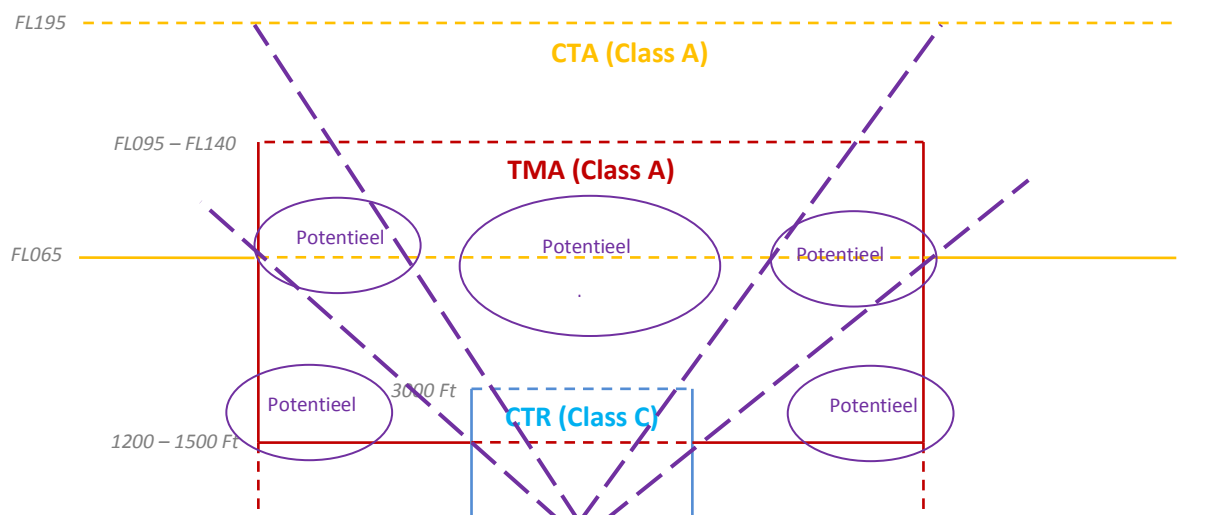 FL195
CTA (Class A)
FL095 – FL140
TMA (Class A)
Potentieel
Potentieel
Potentieel
FL065
.
3000 Ft
Potentieel
Potentieel
CTR (Class C)
1200 – 1500 Ft